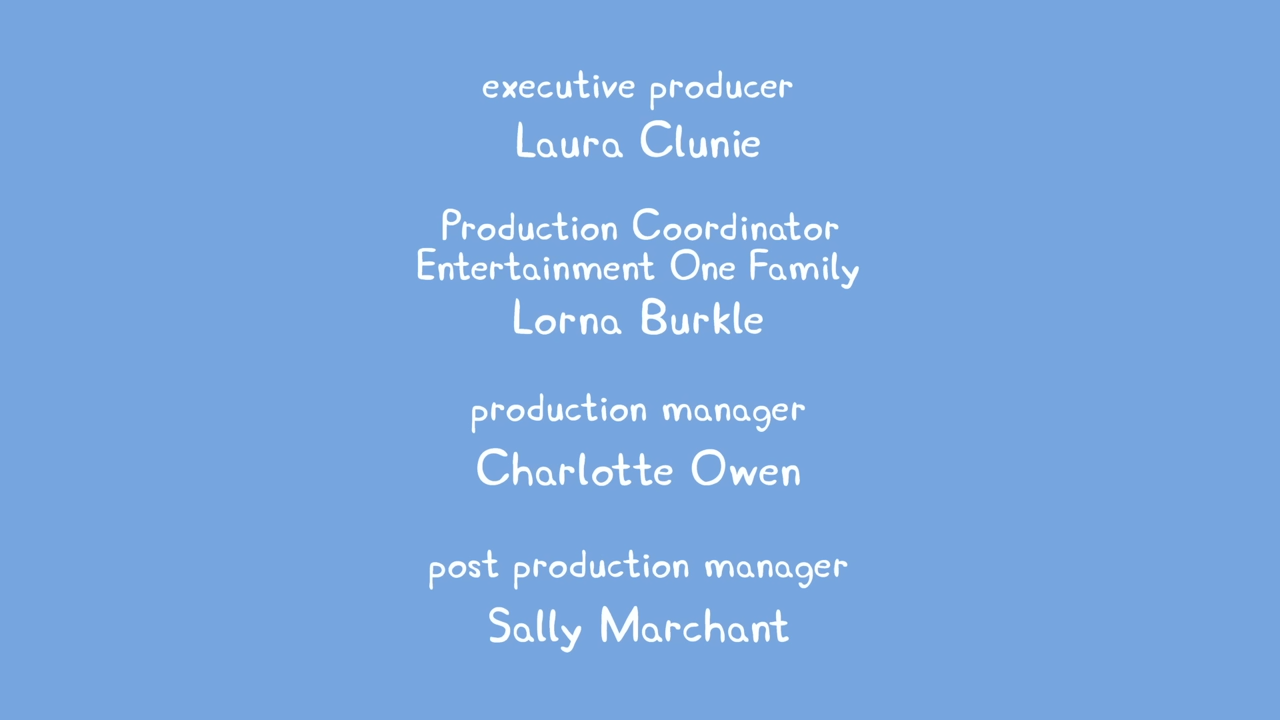 executive producer
Laura Clunie
Production Coordinator
Entertainment One Family
Lorna Burkle
production manager
Charlotte Owen
post production manager
Sally Marchant